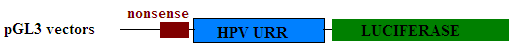 nonsense
pGL3 vectors
HPV URR
LUCIFERASE